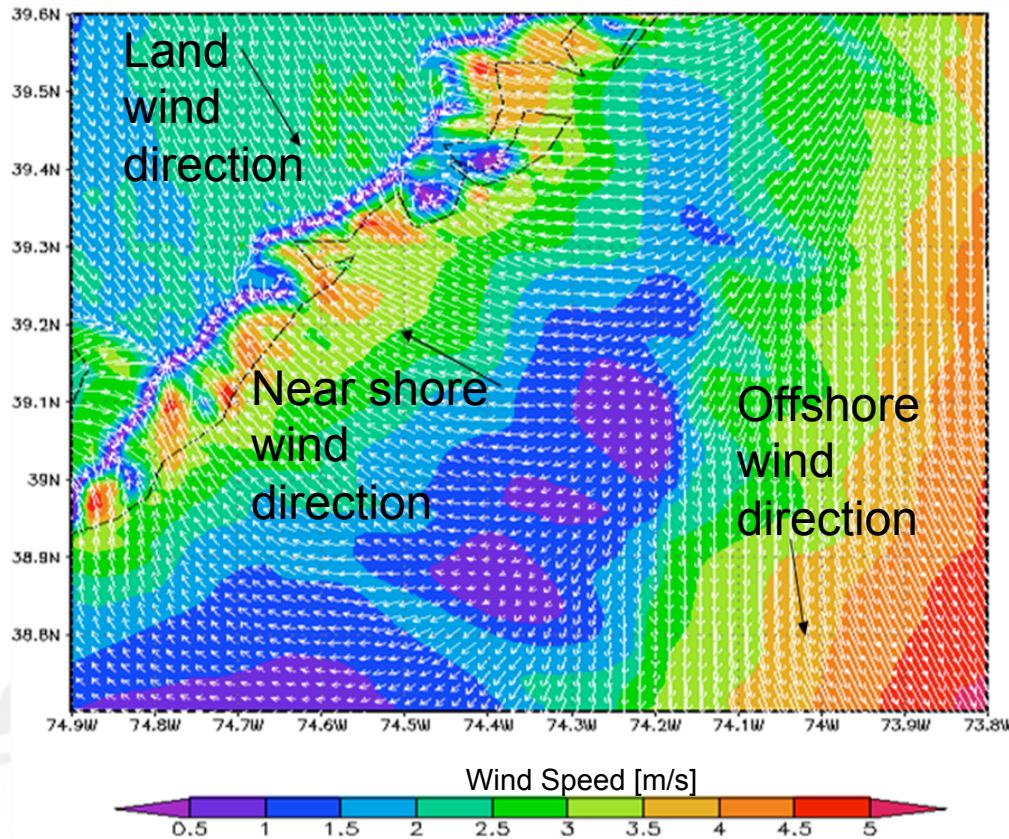 39.6N
Land
wind
direction
39.5N
39.4N
39.3N
39.2N
39.1N
Near shore
wind
direction
Offshore
wind
direction
39N
38.9N
38.8N
74.9W 74.8W 74.7W 74.6W 74.5W 74.4W 74.3W 74.2W 74.1W 74W 73.9W 73.8W
Wind Speed [m/s]
0.5 1 1.5 2 2.5 3 3.5 4 4.5 5